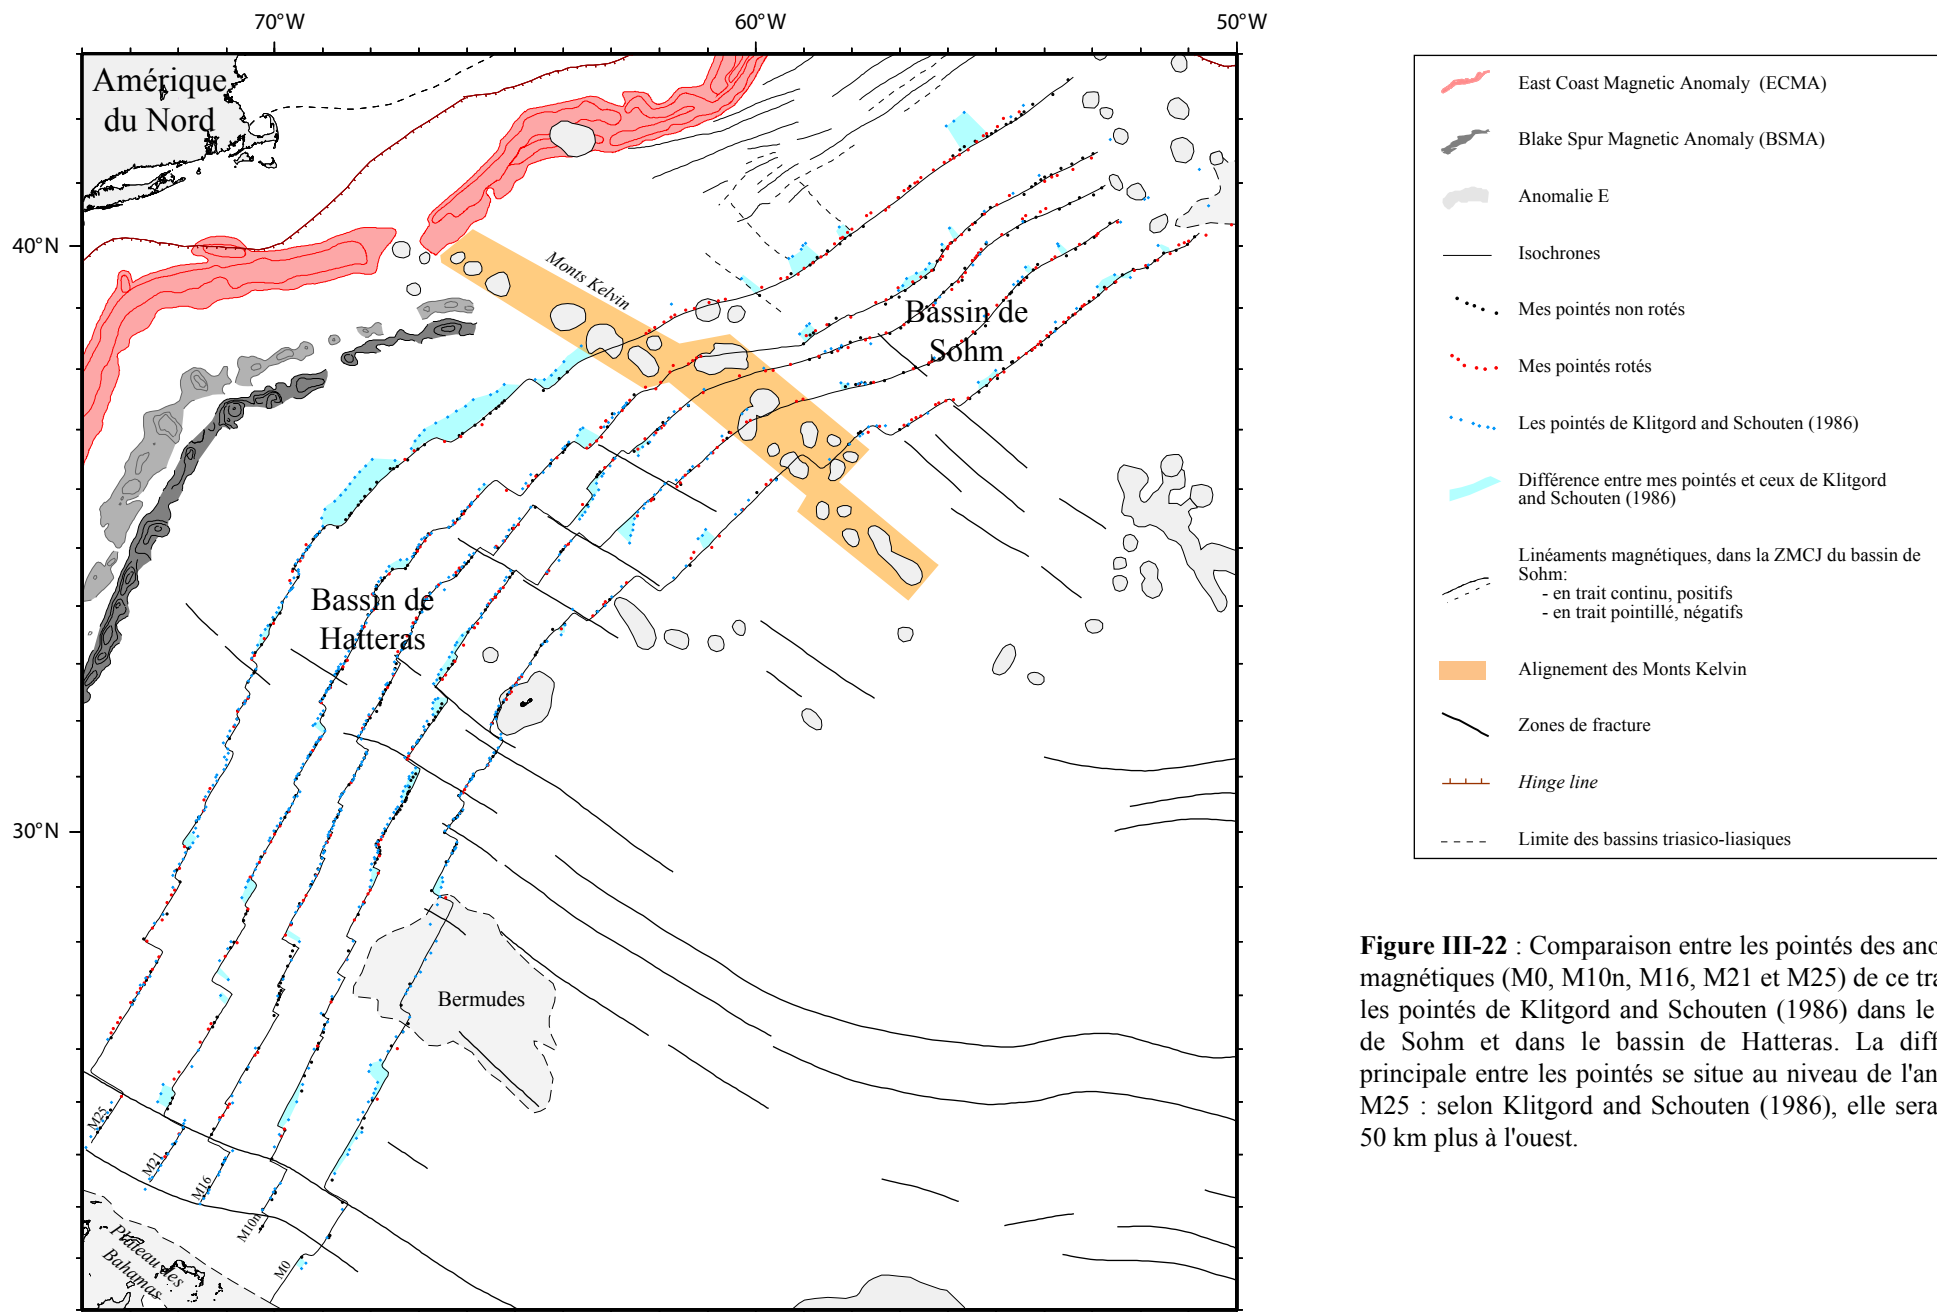 70°W
60°W
50°W
40°N
30°N
Amérique
du Nord
Monts Kelvin
Bassin de
Sohm
Bassin de
Hatteras
Bermudes
M25
M21
M16
M10n
M0
Plateau des
Bahamas
East Coast Magnetic Anomaly (ECMA)
Blake Spur Magnetic Anomaly (BSMA)
Anomalie E
Isochrones
Mes pointés non rotés
Mes pointés rotés
Les pointés de Klitgord and Schouten (1986)
Différence entre mes pointés et ceux de Klitgord
and Schouten (1986)
Linéaments magnétiques, dans la ZMCJ du bassin de
Sohm:
- en trait continu, positifs
- en trait pointillé, négatifs
Alignement des Monts Kelvin
Zones de fracture
Hinge line
Limite des bassins triasico-liasiques
Figure III-22 : Comparaison entre les pointés des ano
magnétiques (M0, M10n, M16, M21 et M25) de ce tra
les pointés de Klitgord and Schouten (1986) dans le
de Sohm et dans le bassin de Hatteras. La diff
principale entre les pointés se situe au niveau de l'an
M25 : selon Klitgord and Schouten (1986), elle sera
50 km plus à l'ouest.